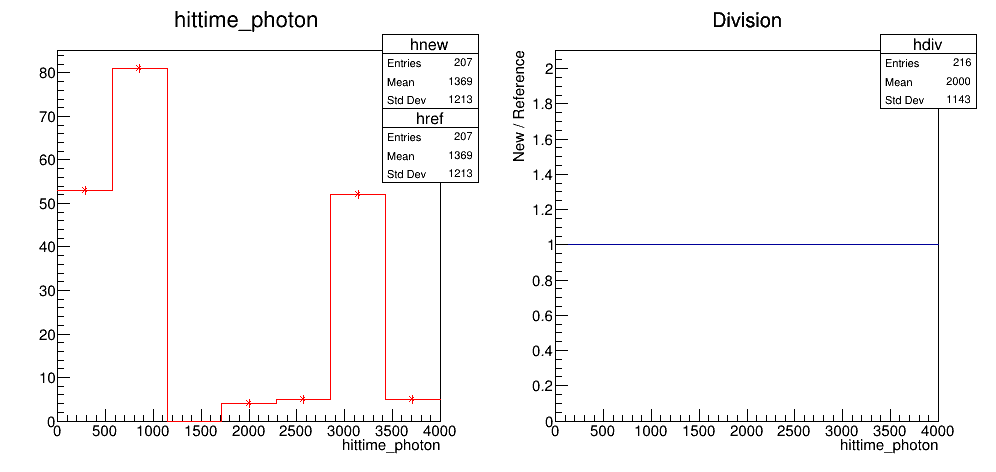 hittime_photon
hnew
Entries 207
Mean 1369
Std Dev 1213
href
Entries 207
Mean 1369
Std Dev 1213
80
70
60
50
40
30
20
10
0
0 500 1000 1500 2000 2500 3000 3500 4000
hittime_photon
Division
hdiv
Entries 216
Mean 2000
Std Dev 1143
New / Reference
2
1.8
1.6
1.4
1.2
1
0.8
0.6
0.4
0.2
0
0 500 1000 1500 2000 2500 3000 3500 4000
hittime_photon